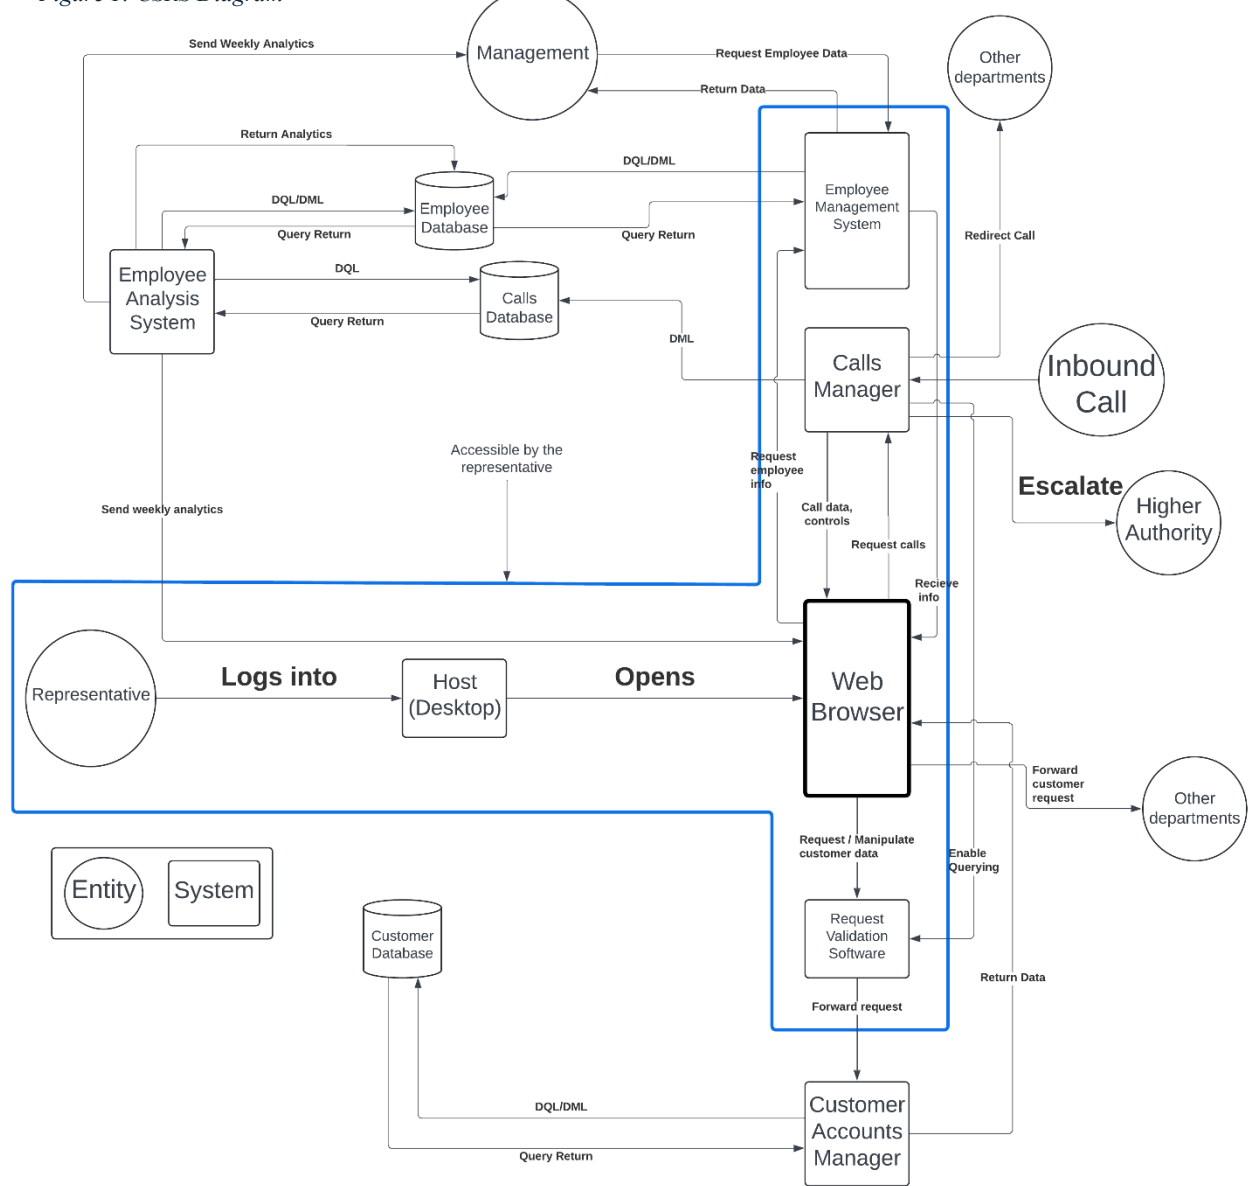 Figure 1: CSRS Diagram
Send Weekly Analytics
Management
Request Employee Data
Other
departments
Return Data
Return Analytics
DQL/DML
DQL/DML
Employee
Database
Query Return
Query Return
Employee
Management
System
Redirect Call
Employee
Analysis
System
DQL
Calls
Database
Query Return
DML
Calls
Manager
Inbound
Call
Accessible by the
representative
Request
employee
info
Call data,
controls
Request calls
Escalate
Higher
Authority
Send weekly analytics
Recieve
info
Representative
Logs into
Host
(Desktop)
Opens
Web
Browser
Forward
customer
request
Other
departments
Request / Manipulate
customer data
Enable
Querying
Entity
System
Customer
Database
Request
Validation
Software
Return Data
Forward request
DQL/DML
Query Return
Customer
Accounts
Manager